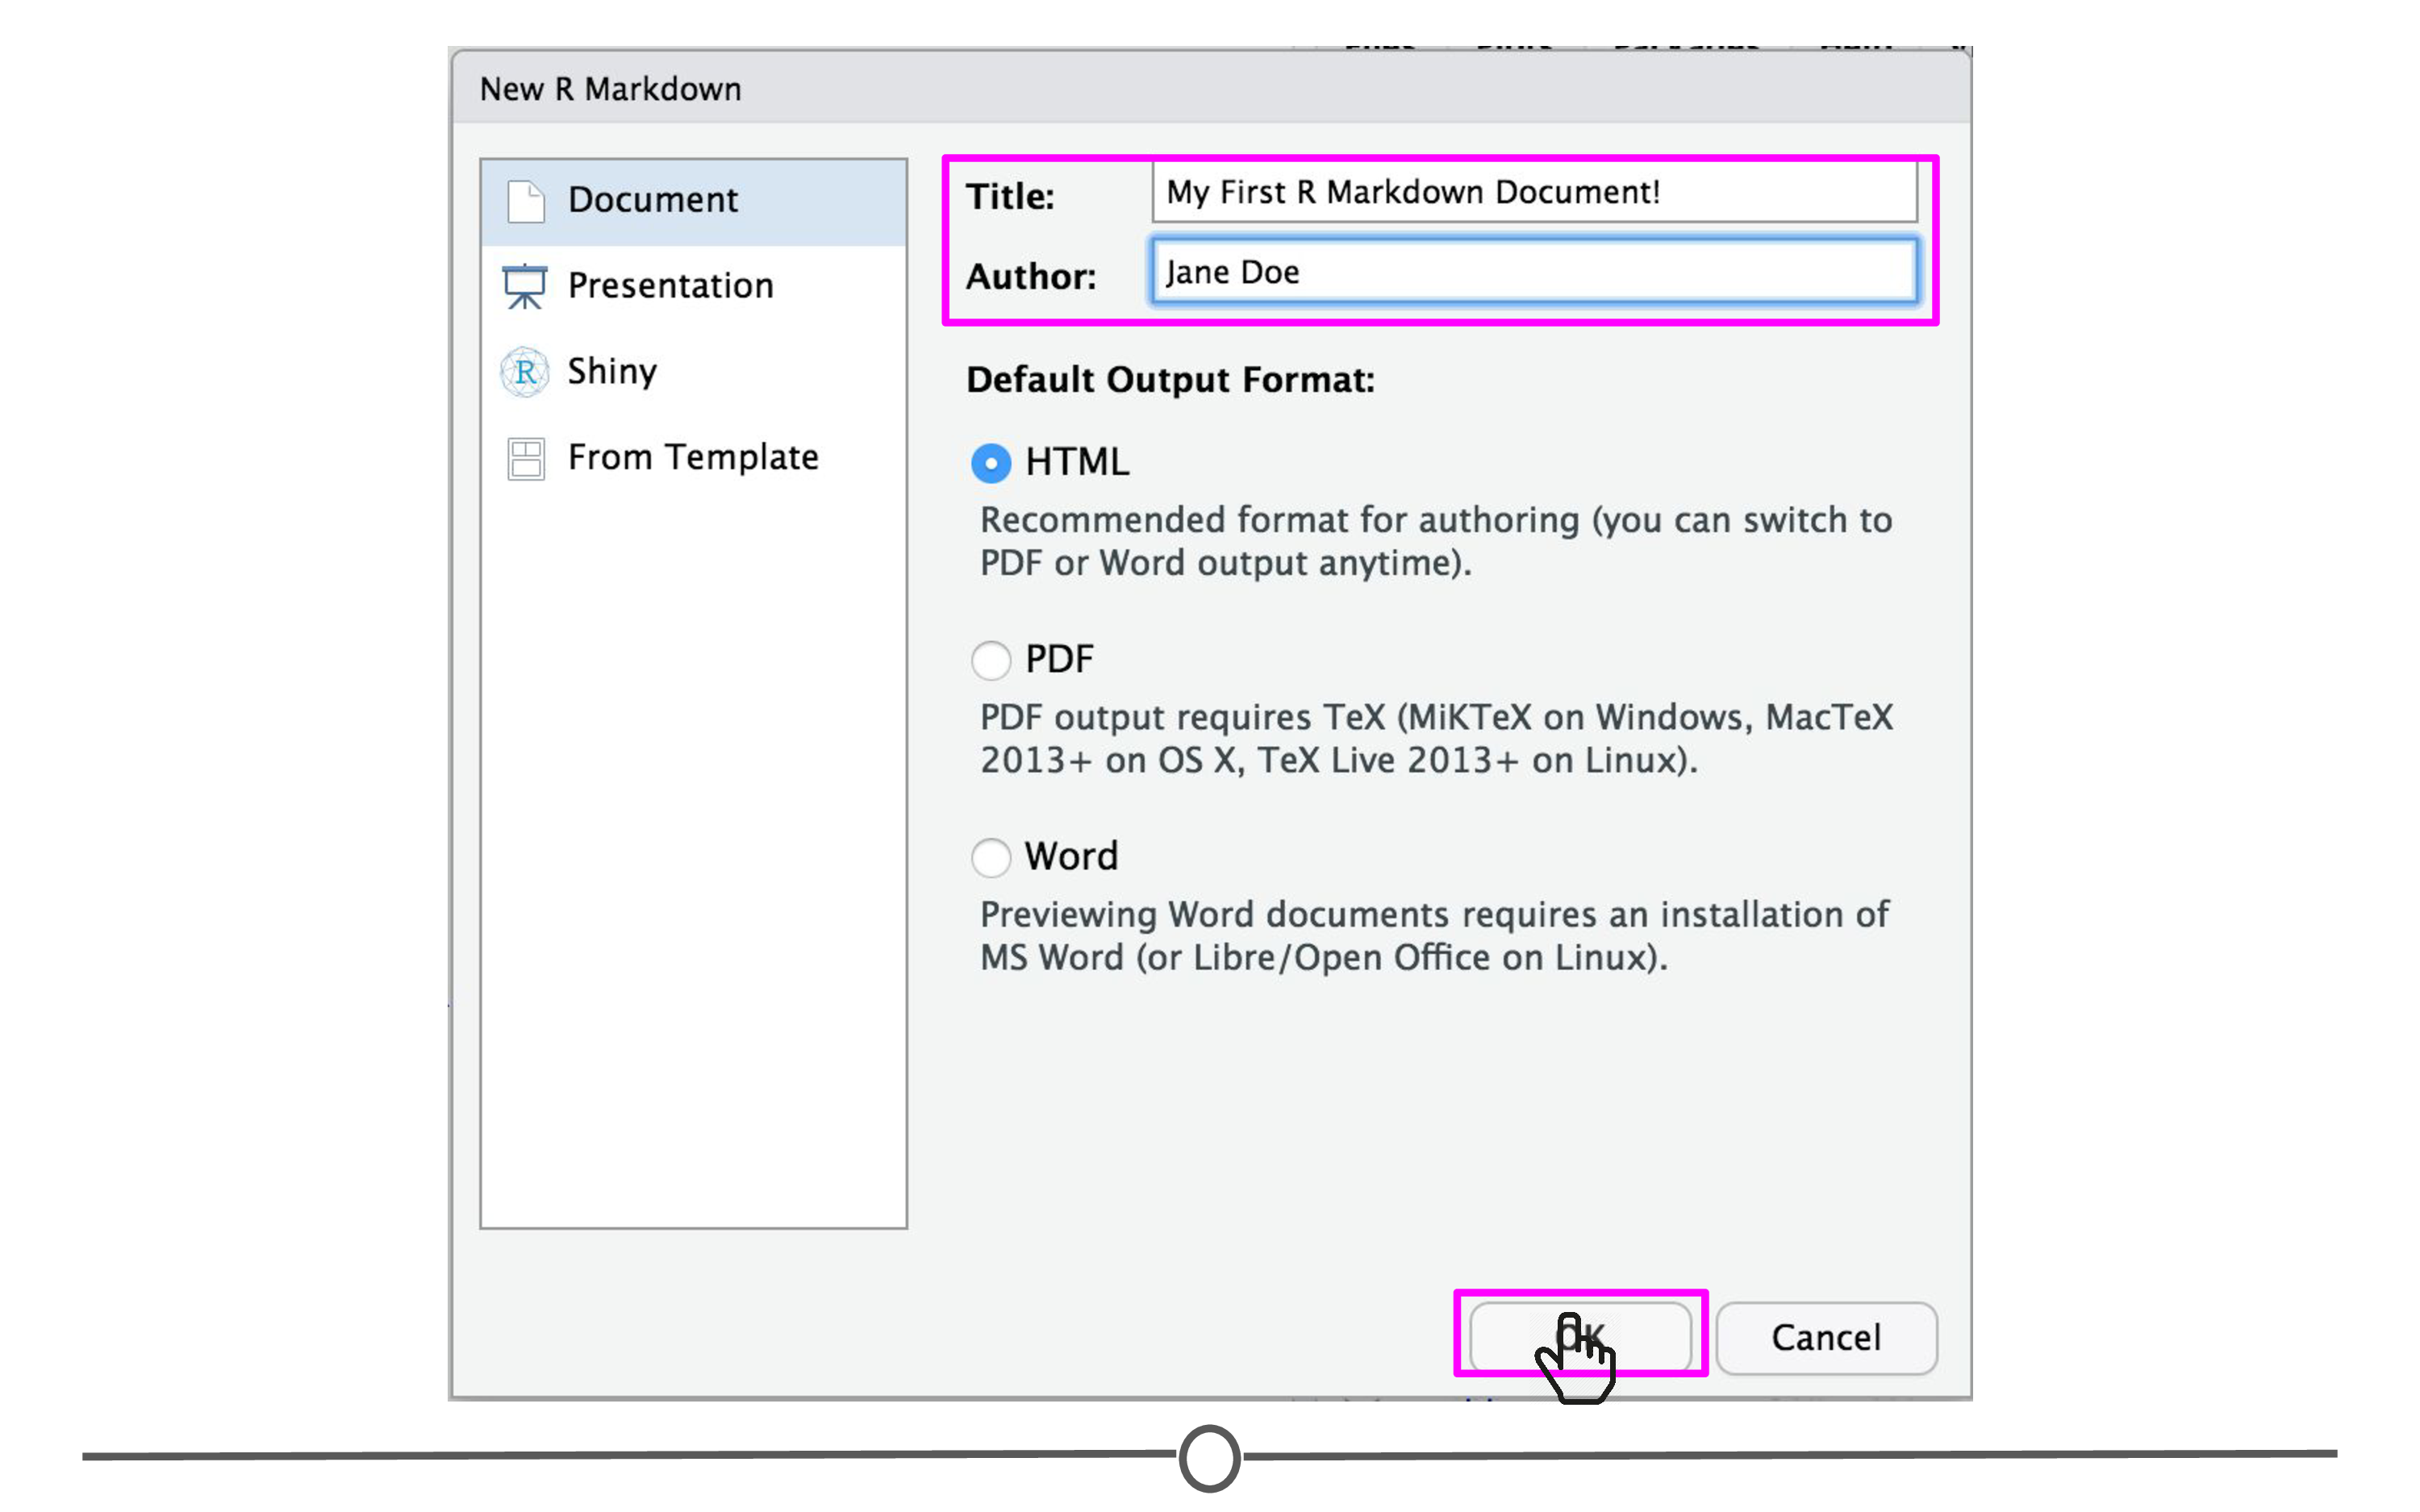 New R Markdown
Document
Presentation
Shiny
From Template
Title: My First R Markdown Document!
Author: Jane Doe
Default Output Format:
HTML
Recommended format for authoring (you can switch to
PDF or Word output anytime).
PDF
PDF output requires TeX (MiKTeX on Windows, MacTeX
2013+ on OS X, TeX Live 2013+ on Linux).
Word
Previewing Word documents requires an installation of
MS Word (or Libre/Open Office on Linux).
OK
Cancel